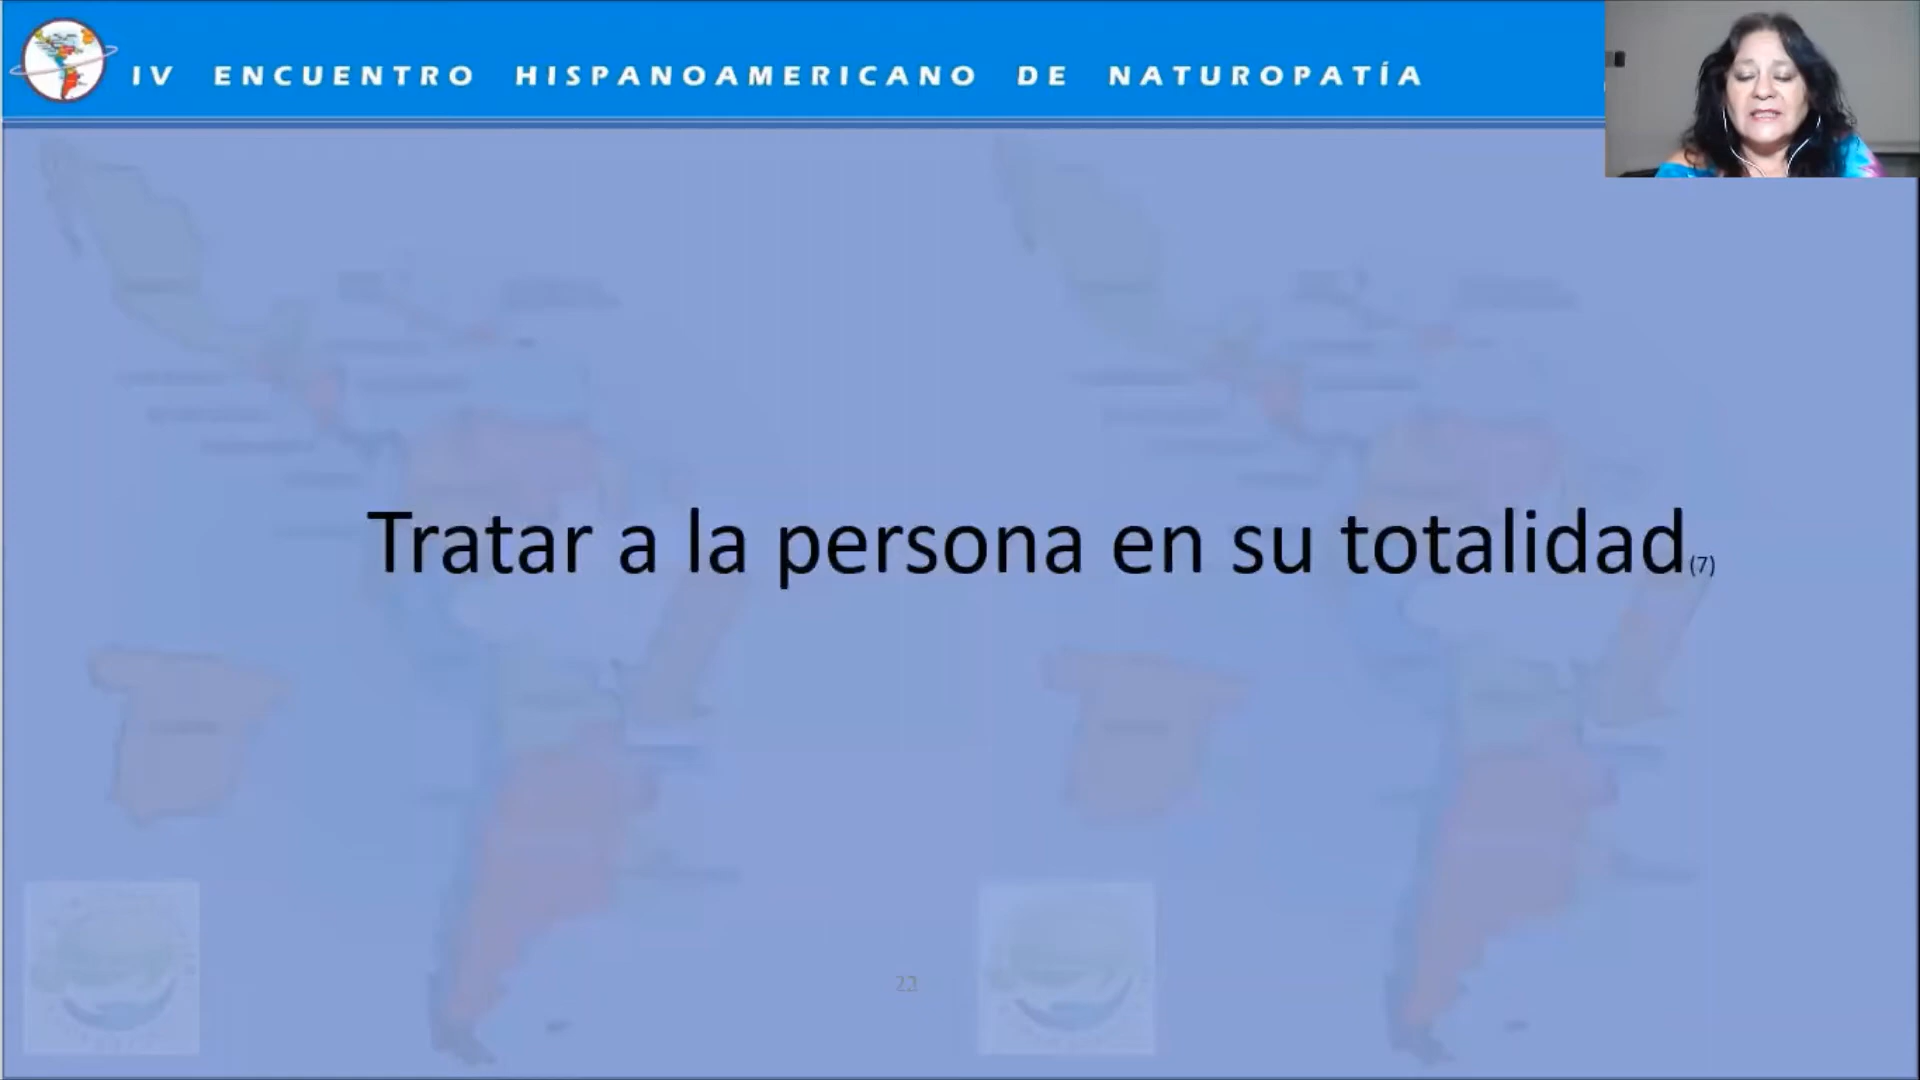 IV ENCUENTRO HISPANOAMERICANO DE NATUROPATÍA
Tratar a la persona en su totalidad(7)
22